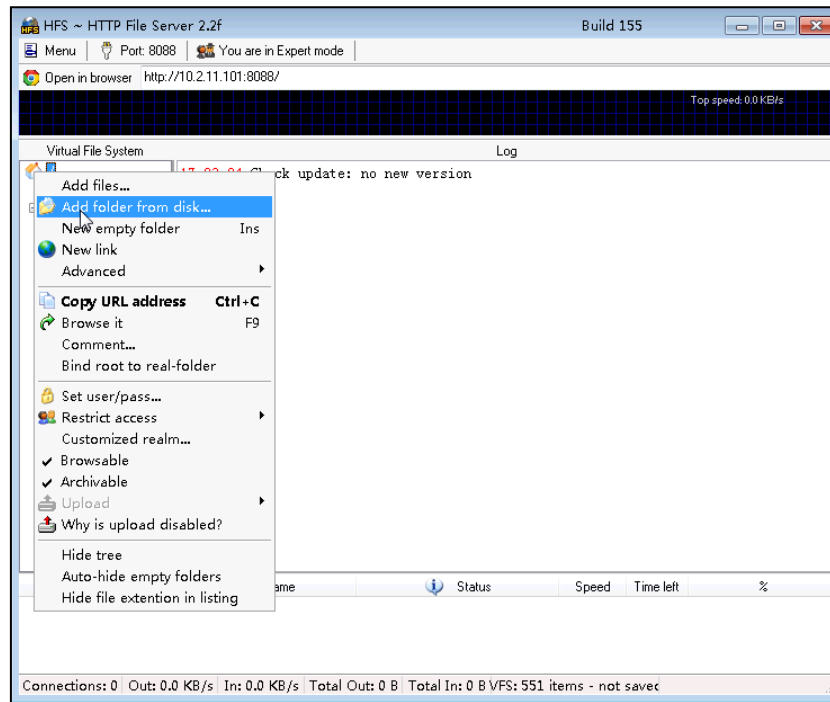 HFS ~ HTTP File Server 2.2f Build 155
Menu Port: 8088 You are in Expert mode
Open in browser http://10.2.11.101:8088/
Top speed: 0.0 KB/s
Virtual File System Log
Check update: no new version
Add files...
Add folder from disk...
New empty folder Ins
New link
Advanced
Copy URL address Ctrl+C
Browse it F9
Comment...
Bind root to real-folder
Set user/pass...
Restrict access
Customized realm...
Browsable
Archivable
Upload
Why is upload disabled?
Hide tree
Auto-hide empty folders
Hide file extention in listing
Status Speed Time left %
Connections: 0 Out: 0.0 KB/s In: 0.0 KB/s Total Out: 0 B Total In: 0 B VFS: 551 items - not saved